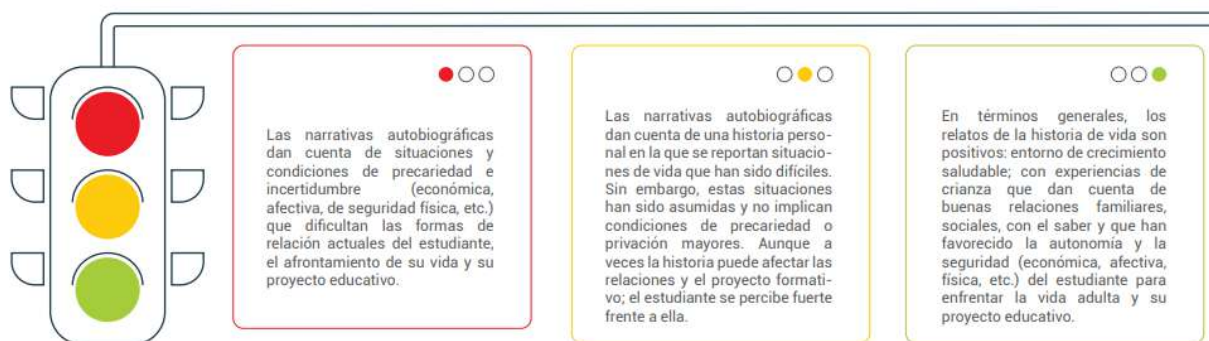 Las narrativas autobiográficas
dan cuenta de situaciones y
condiciones de precariedad e
incertidumbre (económica,
afectiva, de seguridad física, etc.)
que dificultan las formas de
relación actuales del estudiante,
el afrontamiento de su vida y su
proyecto educativo.
Las narrativas autobiográficas
dan cuenta de una historia perso-
nal en la que se reportan situacio-
nes de vida que han sido difíciles.
Sin embargo, estas situaciones
han sido asumidas y no implican
condiciones de precariedad o
privación mayores. Aunque a
veces la historia puede afectar las
relaciones y el proyecto formati-
vo; el estudiante se percibe fuerte
frente a ella.
En términos generales, los
relatos de la historia de vida son
positivos: entorno de crecimiento
saludable; con experiencias de
crianza que dan cuenta de
buenas relaciones familiares,
sociales, con el saber y que han
favorecido la autonomía y la
seguridad (económica, afectiva,
física, etc.) del estudiante para
enfrentar la vida adulta y su
proyecto educativo.